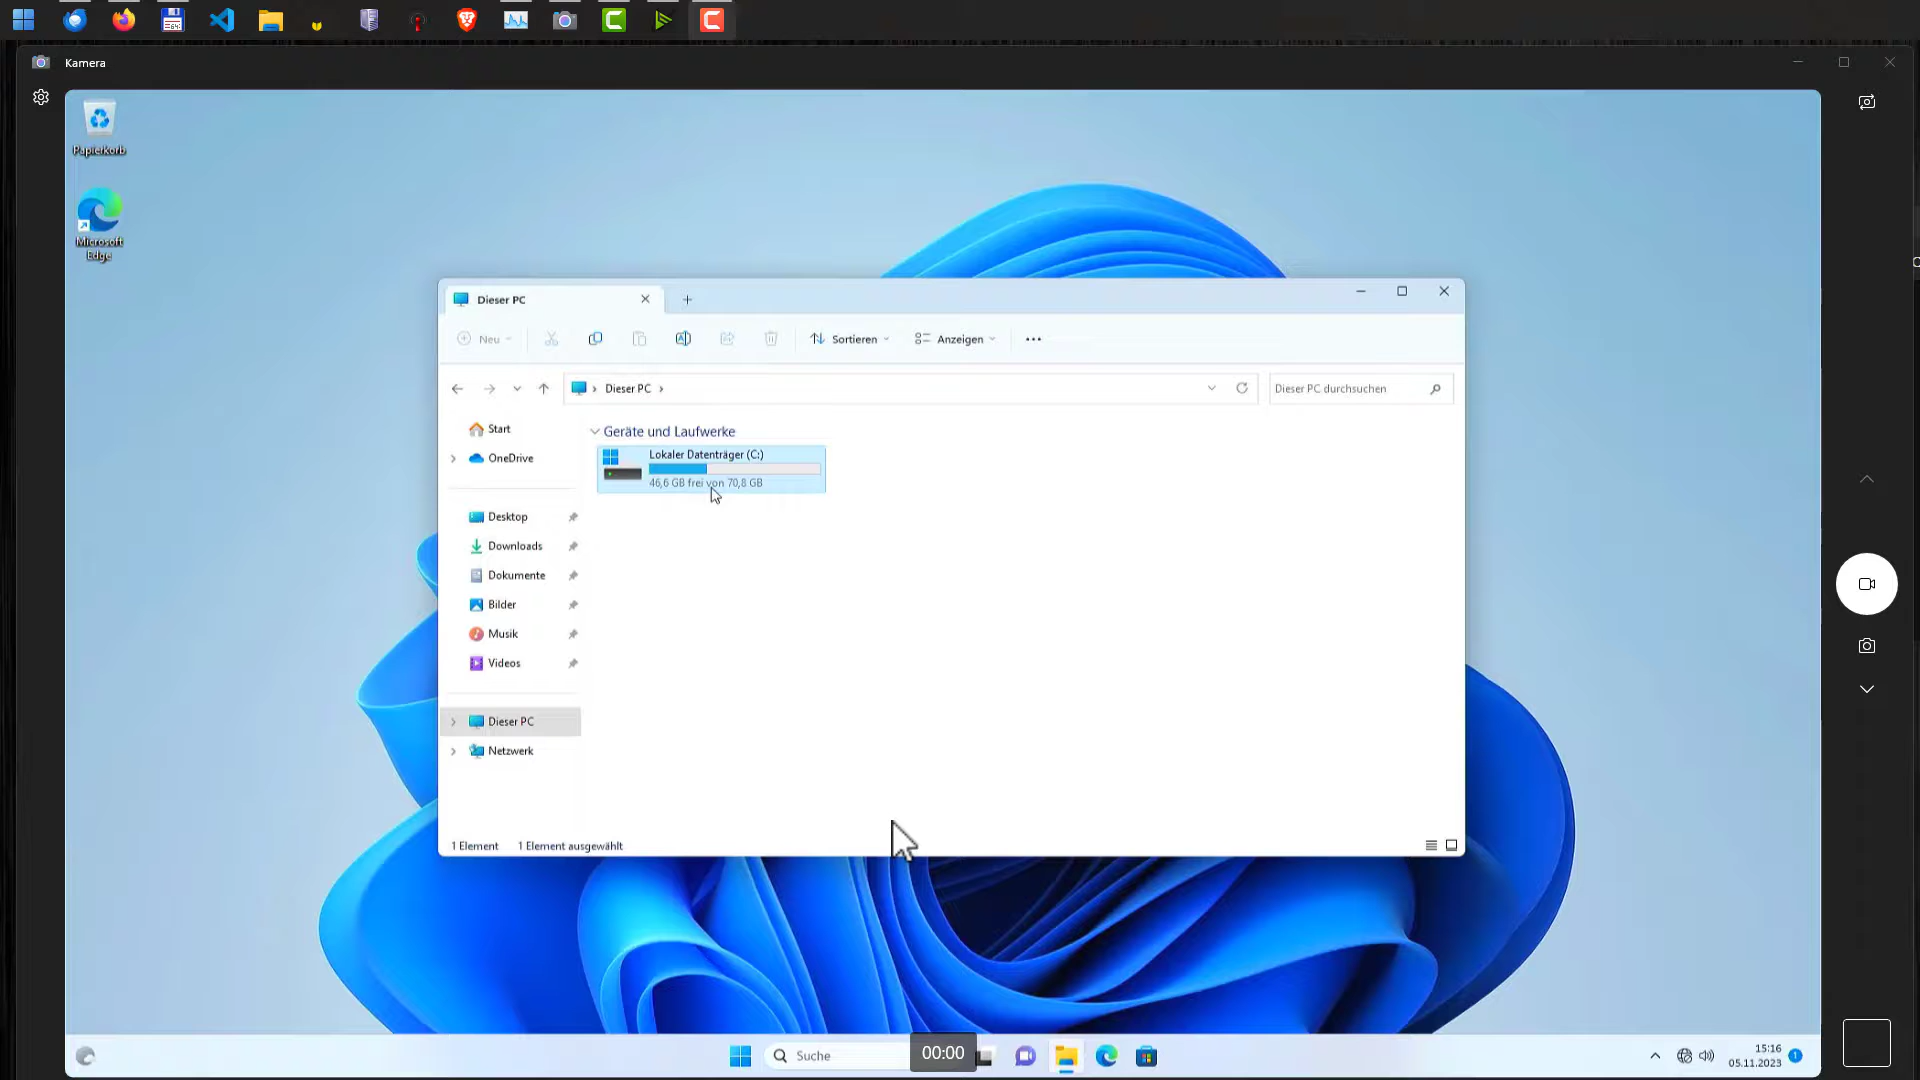 Kamera
Papierkorb
Microsoft
Edge
Dieser PC
Neu
Sortieren
Anzeigen
Dieser PC
Dieser PC durchsuchen
Start
OneDrive
Desktop
Downloads
Dokumente
Bilder
Musik
Videos
Dieser PC
Netzwerk
Geräte und Laufwerke
Lokaler Datenträger (C:)
46,6 GB frei von 70,8 GB
1 Element 1 Element ausgewählt
Suche
00:00
15:16
05.11.2023
1